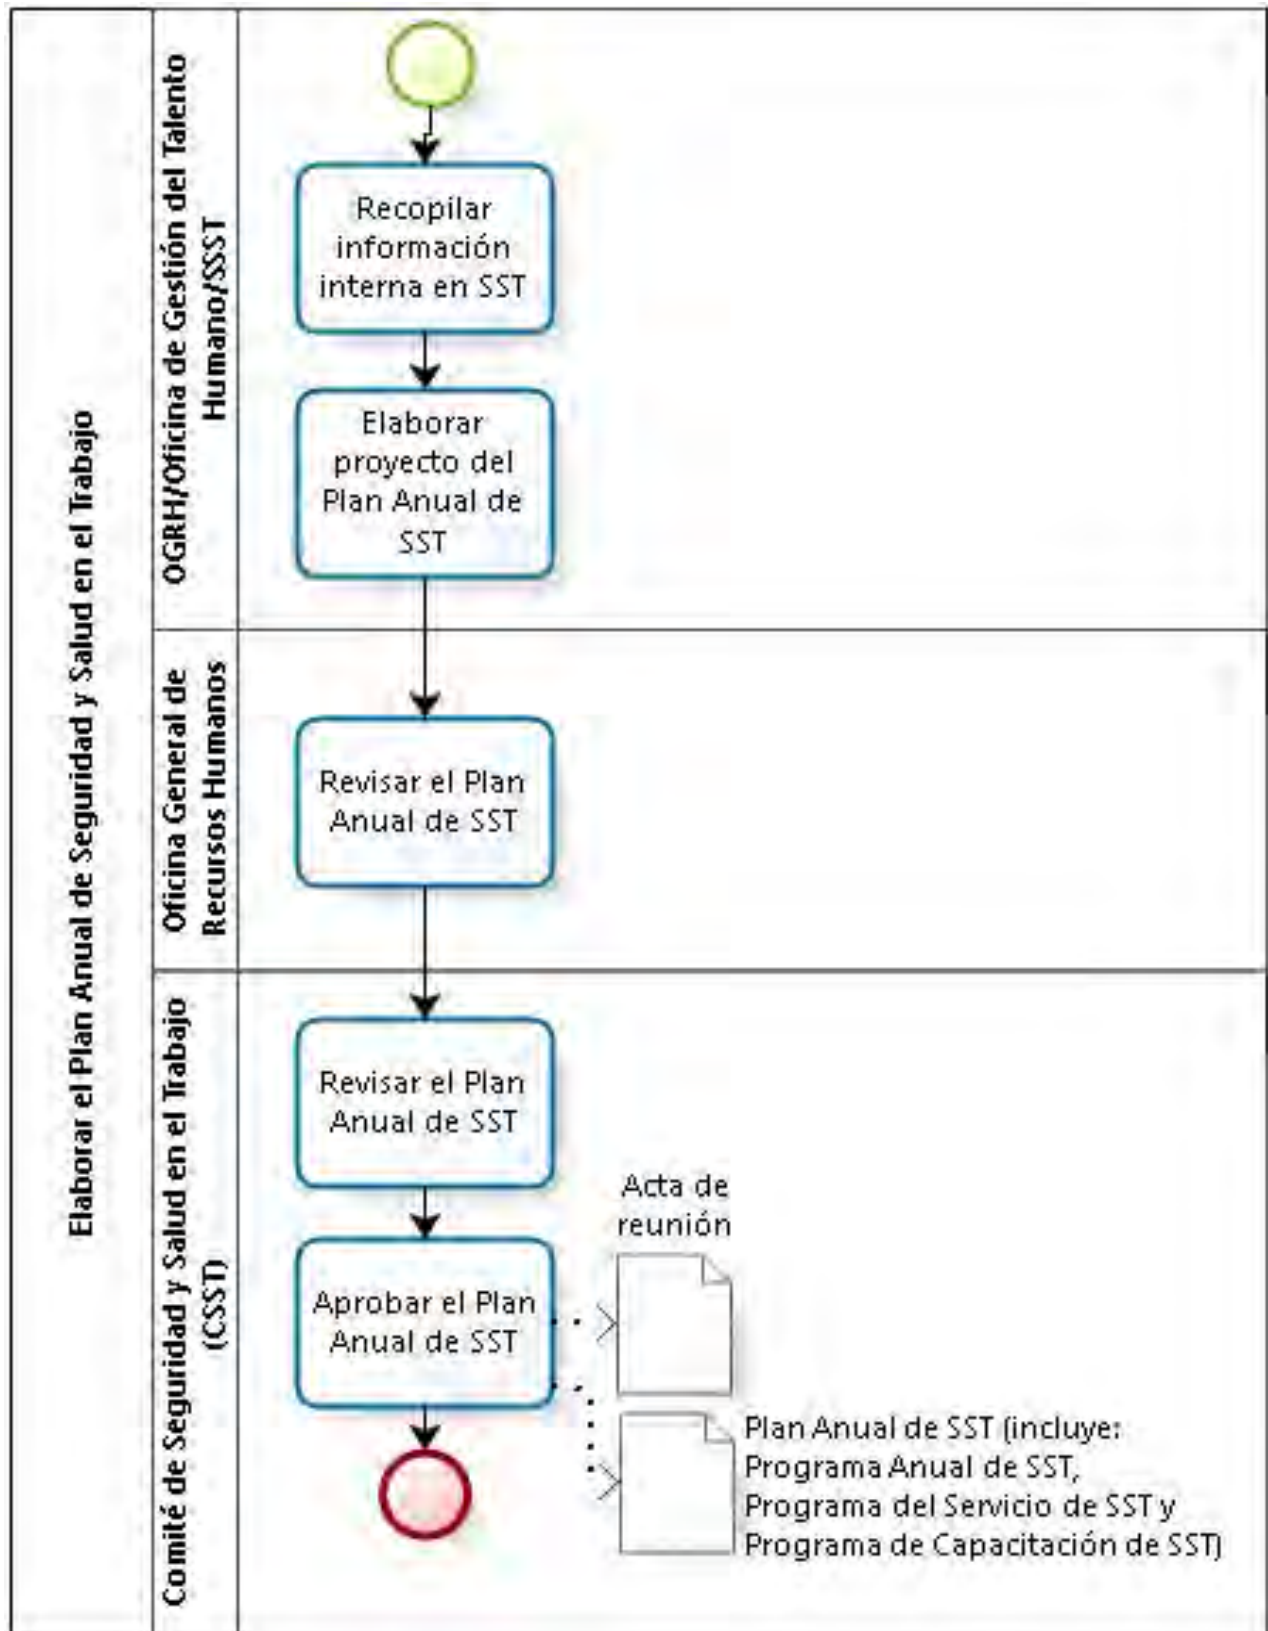 Elaborar el Plan Anual de Seguridad y Salud en el Trabajo
OGRH/Oficina de Gestión del Talento
Humano/SSST
Recopilar
información
interna en SST
Elaborar
proyecto del
Plan Anual de
SST
Oficina General de
Recursos Humanos
Revisar el Plan
Anual de SST
Comité de Seguridad y Salud en el Trabajo
(CSST)
Revisar el Plan
Anual de SST
Aprobar el Plan
Anual de SST
Acta de
reunión
Plan Anual de SST (incluye:
Programa Anual de SST,
Programa del Servicio de SST y
Programa de Capacitación de SST)